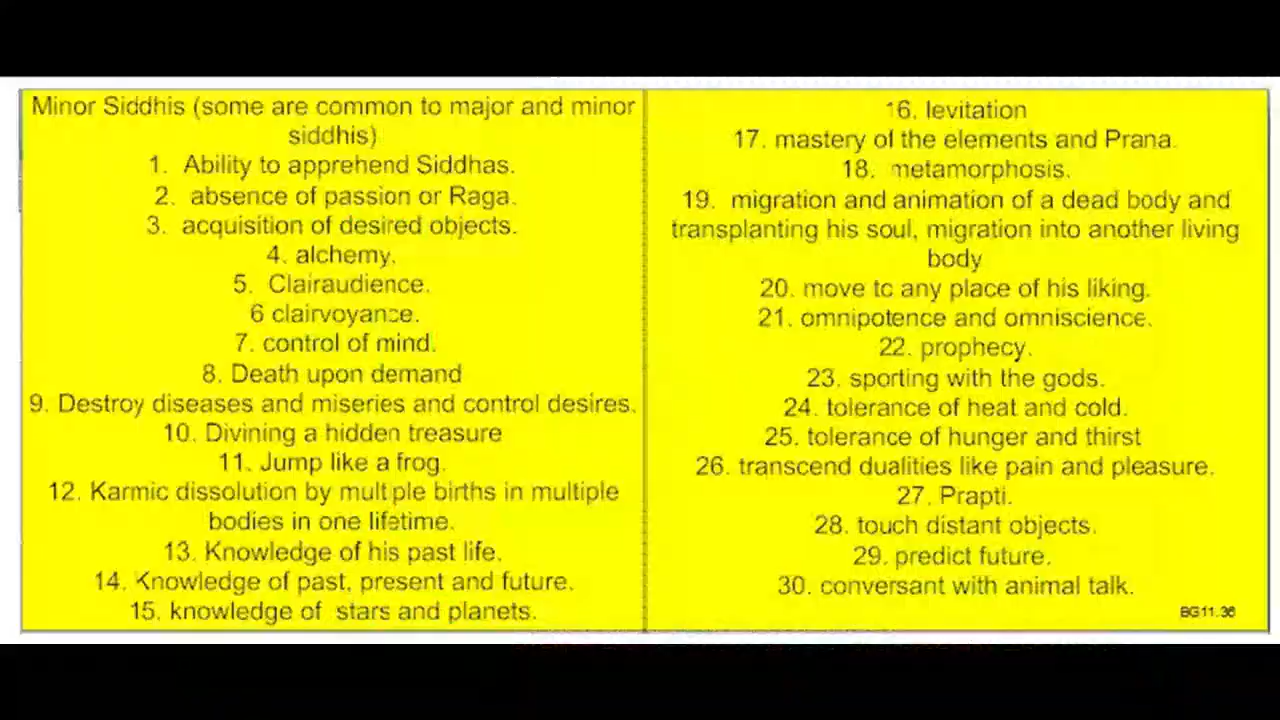 Minor Siddhis (some are common to major and minor
siddhis)
1. Ability to apprehend Siddhas.
2. absence of passion or Raga.
3. acquisition of desired objects.
4. alchemy.
5. Clairaudience.
6 clairvoyance.
7. control of mind.
8. Death upon demand
9. Destroy diseases and miseries and control desires.
10. Divining a hidden treasure
11. Jump like a frog.
12. Karmic dissolution by multiple births in multiple
bodies in one lifetime.
13. Knowledge of his past life.
14. Knowledge of past, present and future.
15. knowledge of stars and planets.
16. levitation
17. mastery of the elements and Prana.
18. metamorphosis.
19. migration and animation of a dead body and
transplanting his soul, migration into another living
body
20. move to any place of his liking.
21. omnipotence and omniscience.
22. prophecy.
23. sporting with the gods.
24. tolerance of heat and cold.
25. tolerance of hunger and thirst
26. transcend dualities like pain and pleasure.
27. Prapti.
28. touch distant objects.
29. predict future.
30. conversant with animal talk.
BG11.36